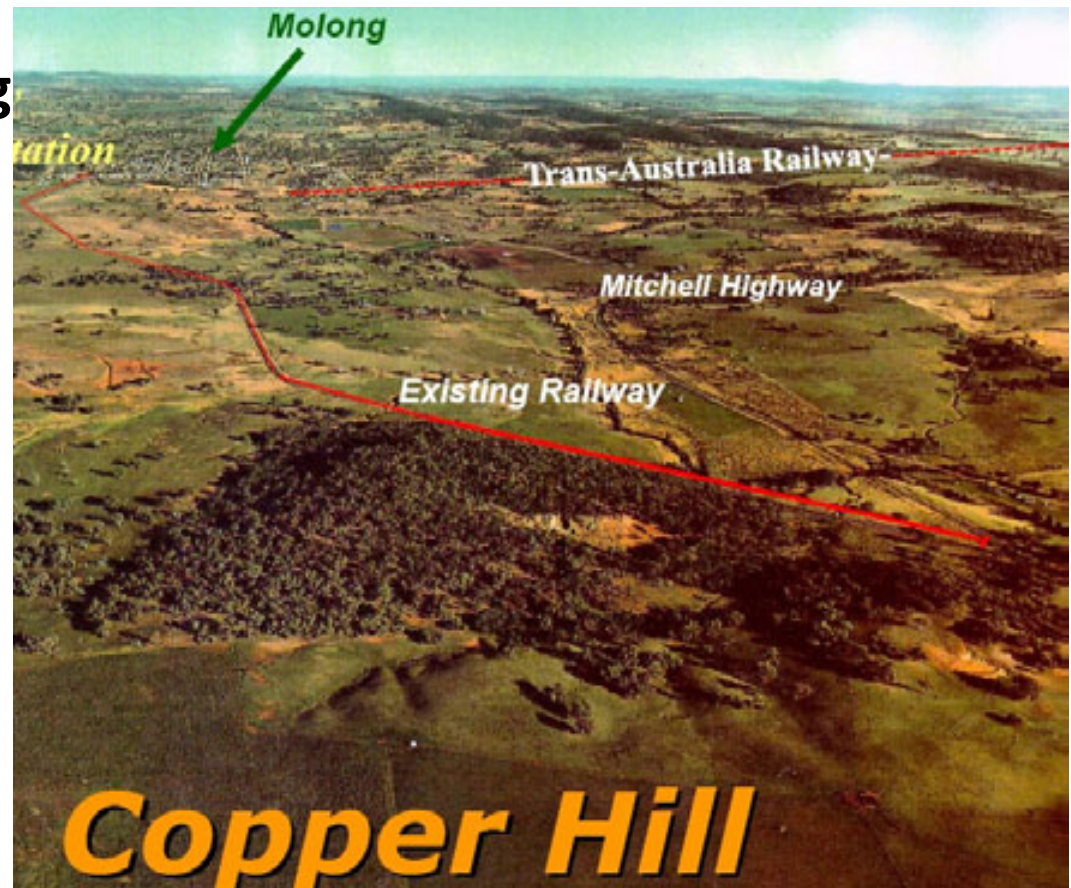 Molong
g
tation
Trans-Australia Railway-
Mitchell Highway
Existing Railway
Copper Hill